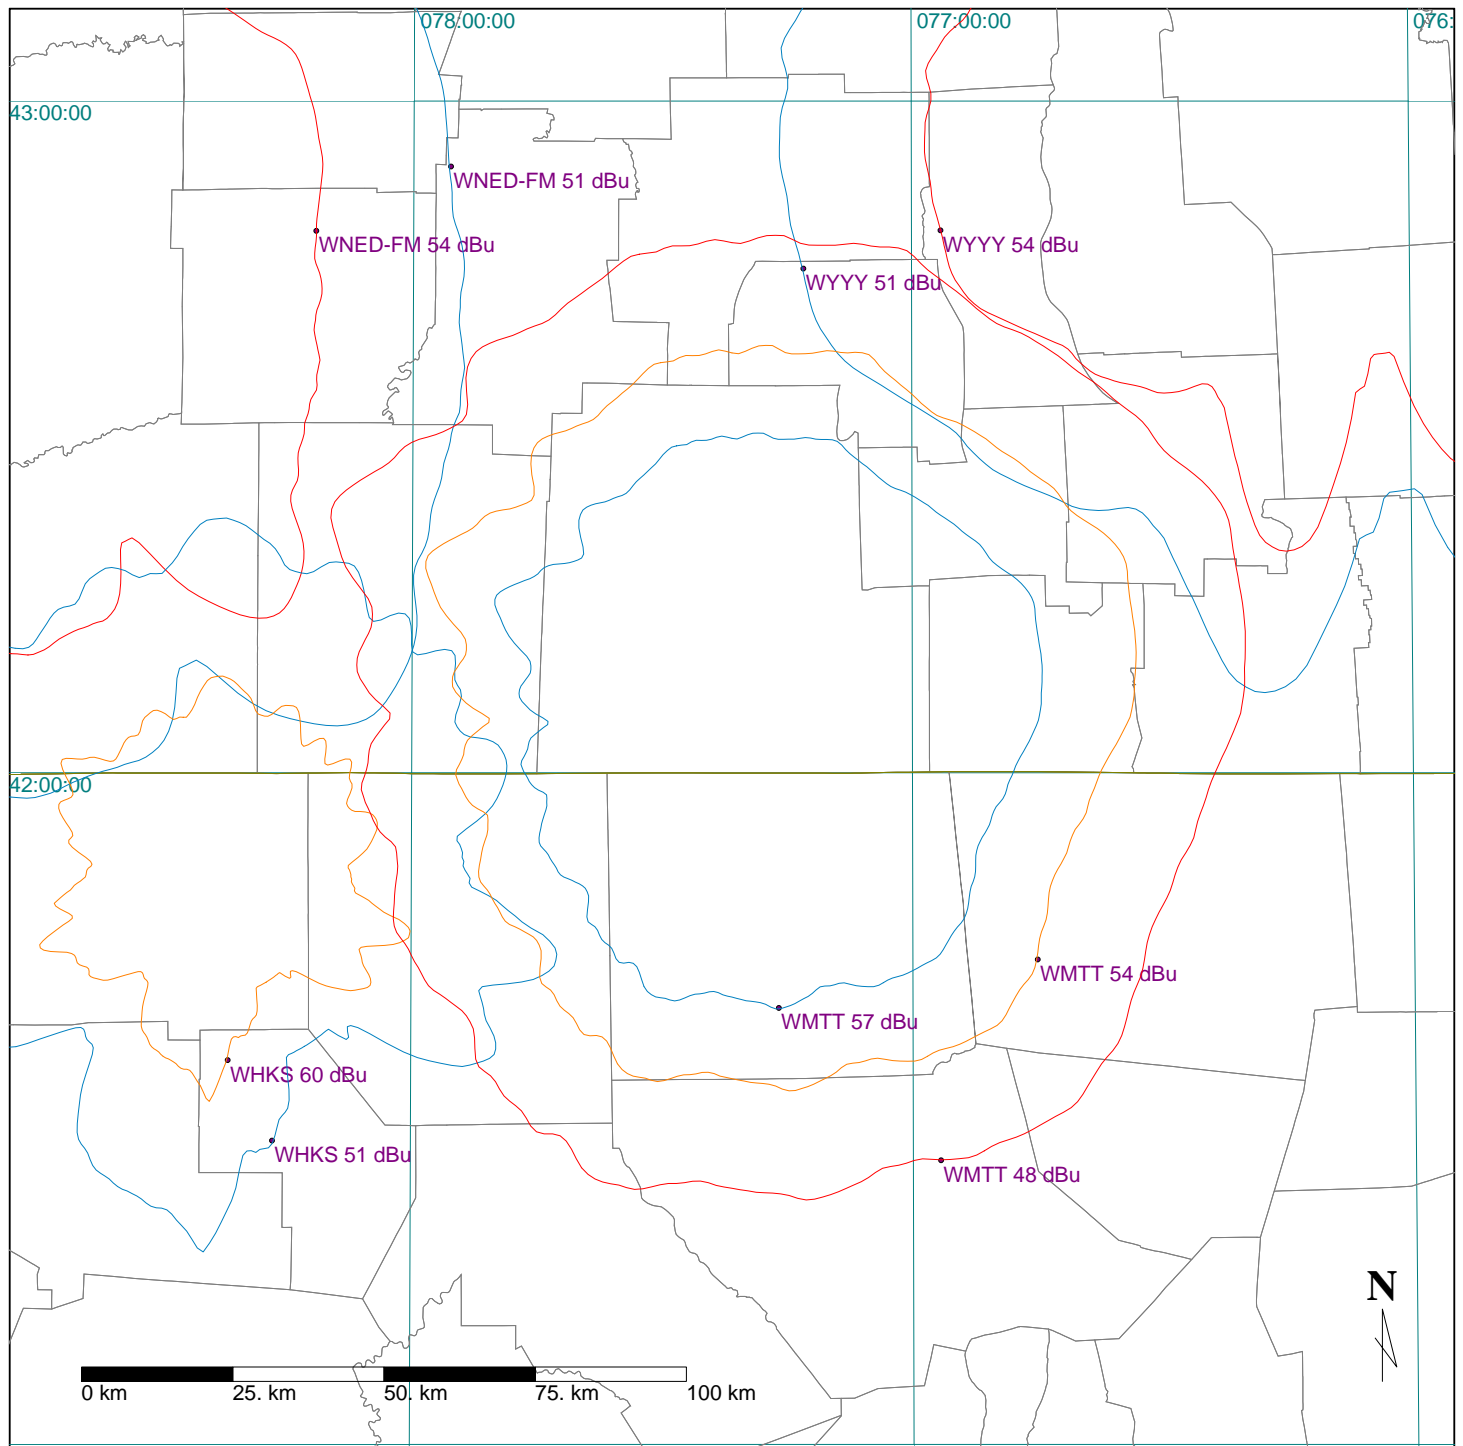 078:00:00
077:00:00
076:
43:00:00
WNED-FM 51 dBu
WNED-FM 54 dBu
WYYY 54 dBu
WYYY 51 dBu
42:00:00
WMTT 54 dBu
WMTT 57 dBu
WHKS 60 dBu
WHKS 51 dBu
WMTT 48 dBu
N
0 km
25. km
50. km
75. km
100 km